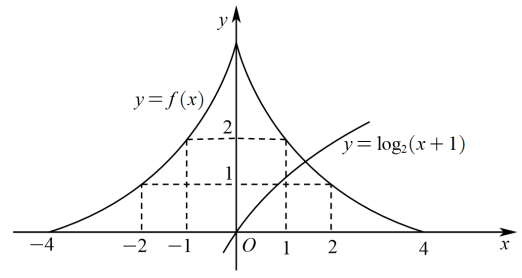 y
y=f(x)
2
y=log₂(x+1)
1
−4 −2 −1 O 1 2 4 x